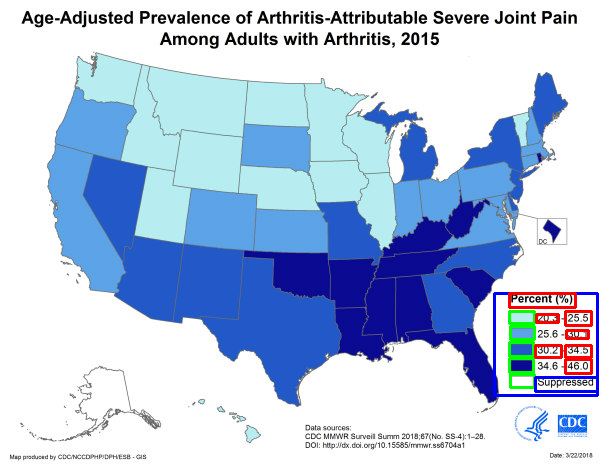 Age-Adjusted Prevalence of Arthritis-Attributable Severe Joint Pain
Among Adults with Arthritis, 2015
DC
Percent (%)
20.3 - 25.5
25.6 - 30.1
30.2 - 34.5
34.6 - 46.0
Suppressed
Data sources:
CDC MMWR Surveill Summ 2018;67(No. SS-4):1–28.
DOI: http://dx.doi.org/10.15585/mmwr.ss6704a1
CDC
Map produced by CDC/NCCDPHP/DPH/ESB - GIS
Date: 3/22/2018